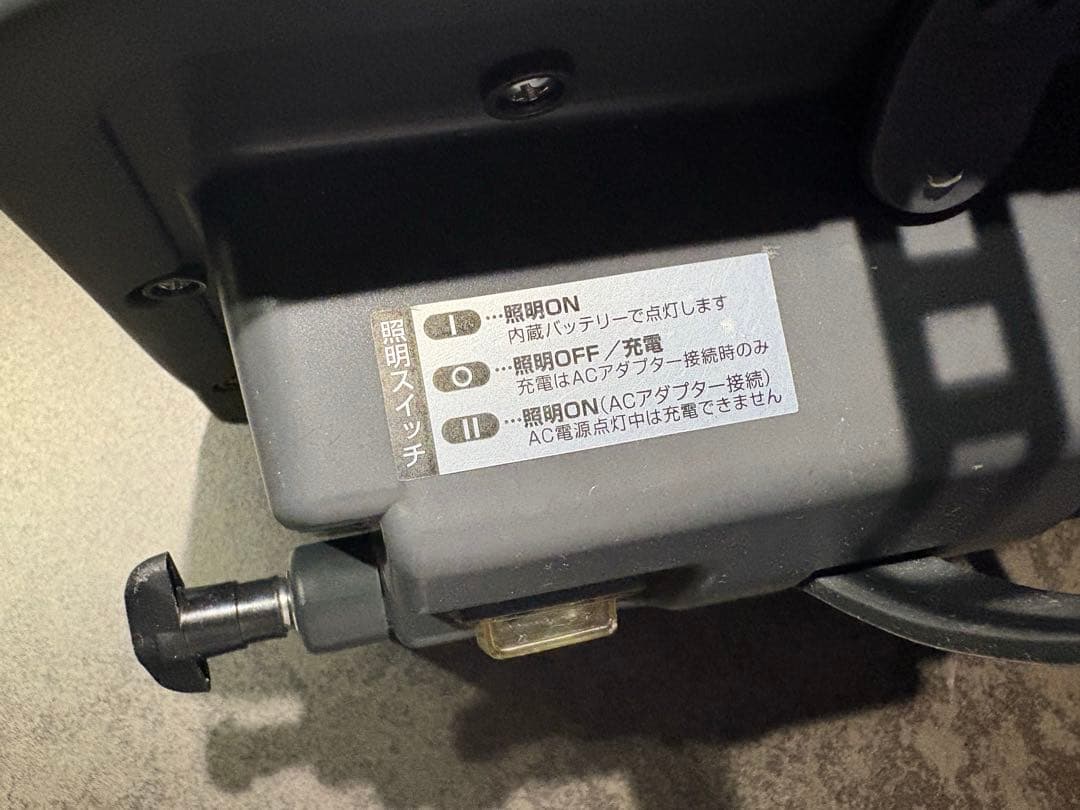 照明スイッチ
I …照明ON
内蔵バッテリーで点灯します
O …照明OFF／充電
充電はACアダプター接続時のみ
II …照明ON(ACアダプター接続)
AC電源点灯中は充電できません